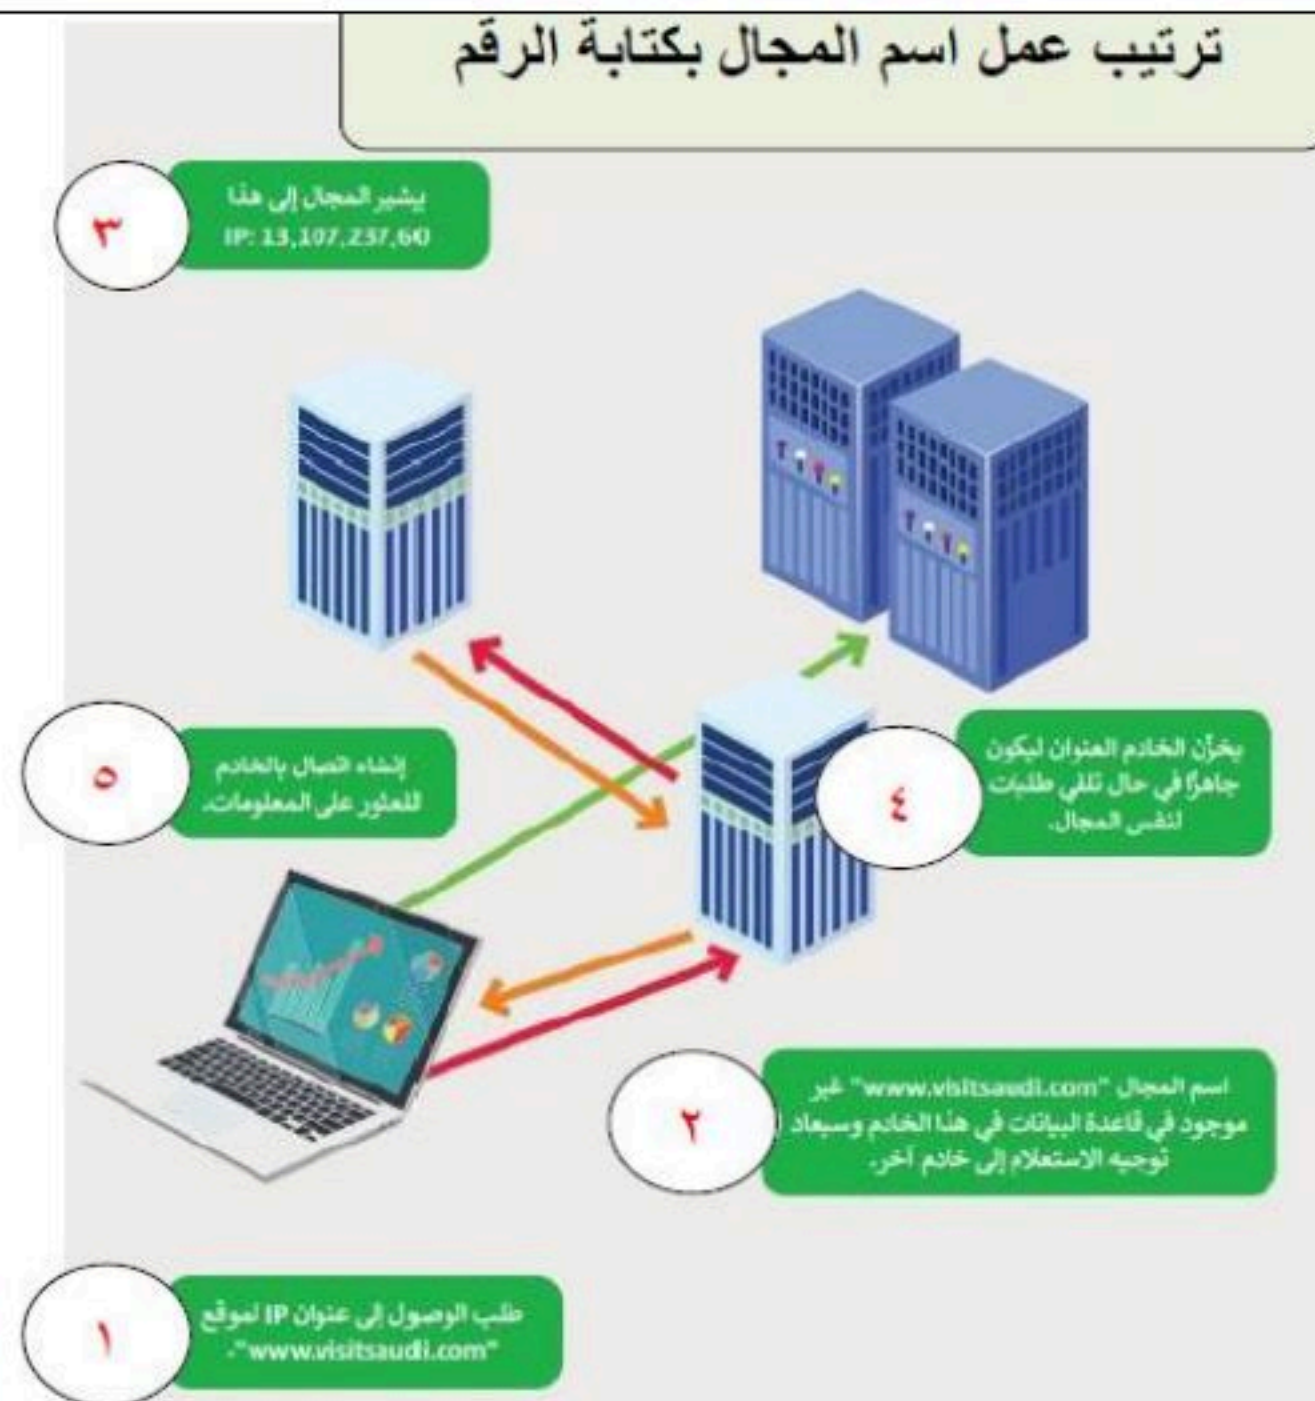 ترتيب عمل اسم المجال بكتابة الرقم
٣
يشير المجال إلى هذا
IP: 13,107,237,60
٥
إنشاء اتصال بالخادم
للعثور على المعلومات.
٤
يخزّن الخادم العنوان ليكون
جاهزًا في حال تلقي طلبات
لنفس المجال.
٢
اسم المجال "www.visitsaudi.com" غير
موجود في قاعدة البيانات في هذا الخادم وسيعاد
توجيه الاستعلام إلى خادم آخر.
١
طلب الوصول إلى عنوان IP لموقع
"www.visitsaudi.com".